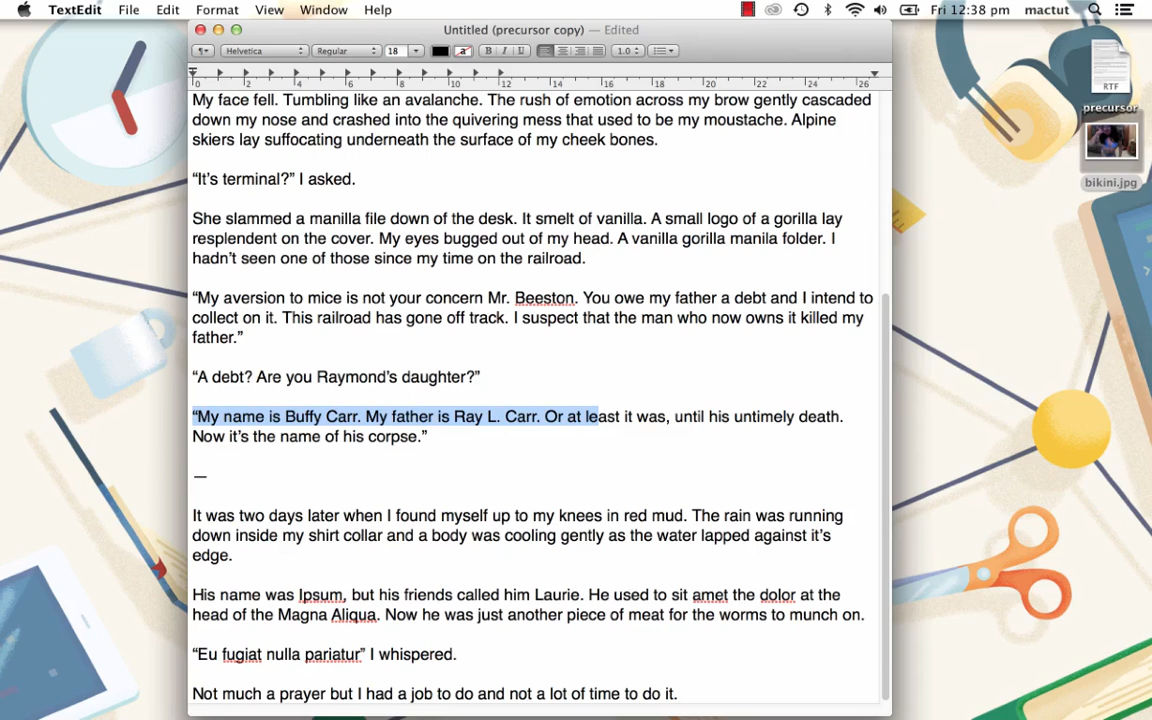 TextEdit File Edit Format View Window Help Fri 12:38 pm mactut
Untitled (precursor copy) — Edited
¶ Helvetica Regular 18 a B I U 1.0
0 2 4 6 8 10 12 14 16 18 20 22 24 26
My face fell. Tumbling like an avalanche. The rush of emotion across my brow gently cascaded
down my nose and crashed into the quivering mess that used to be my moustache. Alpine
skiers lay suffocating underneath the surface of my cheek bones.
“It’s terminal?” I asked.
She slammed a manilla file down of the desk. It smelt of vanilla. A small logo of a gorilla lay
resplendent on the cover. My eyes bugged out of my head. A vanilla gorilla manila folder. I
hadn’t seen one of those since my time on the railroad.
“My aversion to mice is not your concern Mr. Beeston. You owe my father a debt and I intend to
collect on it. This railroad has gone off track. I suspect that the man who now owns it killed my
father.”
“A debt? Are you Raymond’s daughter?”
“My name is Buffy Carr. My father is Ray L. Carr. Or at least it was, until his untimely death.
Now it’s the name of his corpse.”
—
It was two days later when I found myself up to my knees in red mud. The rain was running
down inside my shirt collar and a body was cooling gently as the water lapped against it’s
edge.
His name was Ipsum, but his friends called him Laurie. He used to sit amet the dolor at the
head of the Magna Aliqua. Now he was just another piece of meat for the worms to munch on.
“Eu fugiat nulla pariatur” I whispered.
Not much a prayer but I had a job to do and not a lot of time to do it.
RTF
precursor
bikini.jpg